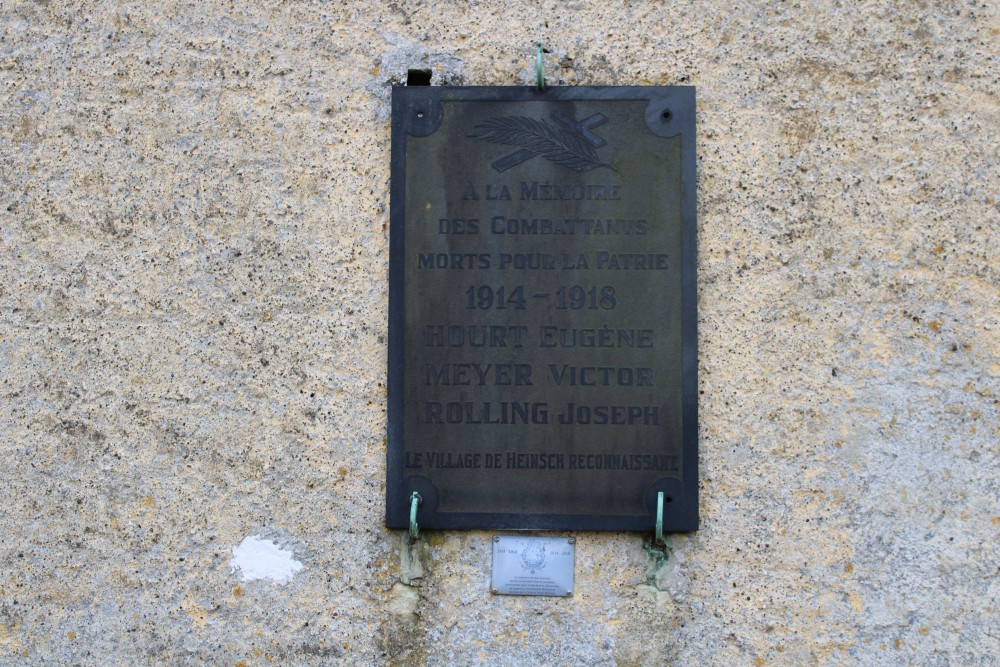 A LA MÉMOIRE
DES COMBATTANTS
MORTS POUR LA PATRIE
1914 - 1918
HOURT EUGÈNE
MEYER VICTOR
ROLLING JOSEPH
LE VILLAGE DE HEINSCH RECONNAISSANT